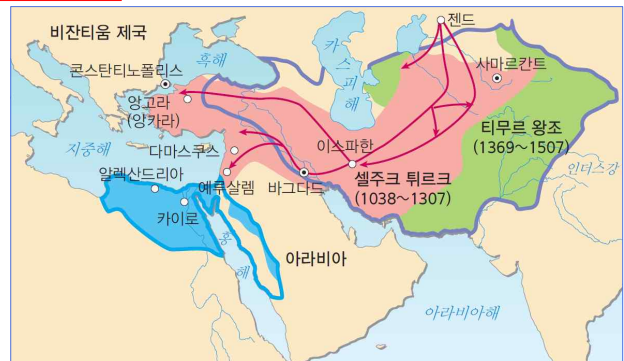 비잔티움 제국
흑해
카스피해
젠드
사마르칸트
콘스탄티노폴리스
앙고라
(앙카라)
티무르 왕조
(1369~1507)
지중해
다마스쿠스
이스파한
인더스강
알렉산드리아
예루살렘
바그다드
셀주크 튀르크
(1038~1307)
카이로
홍해
아라비아
아라비아해